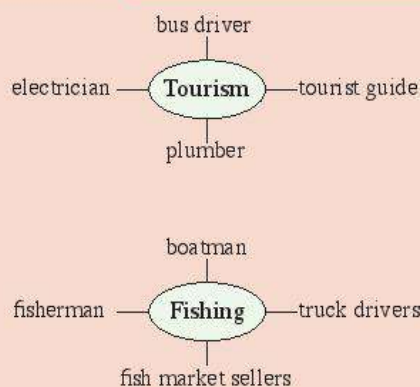 bus driver
electrician Tourism tourist guide
plumber
boatman
fisherman Fishing truck drivers
fish market sellers